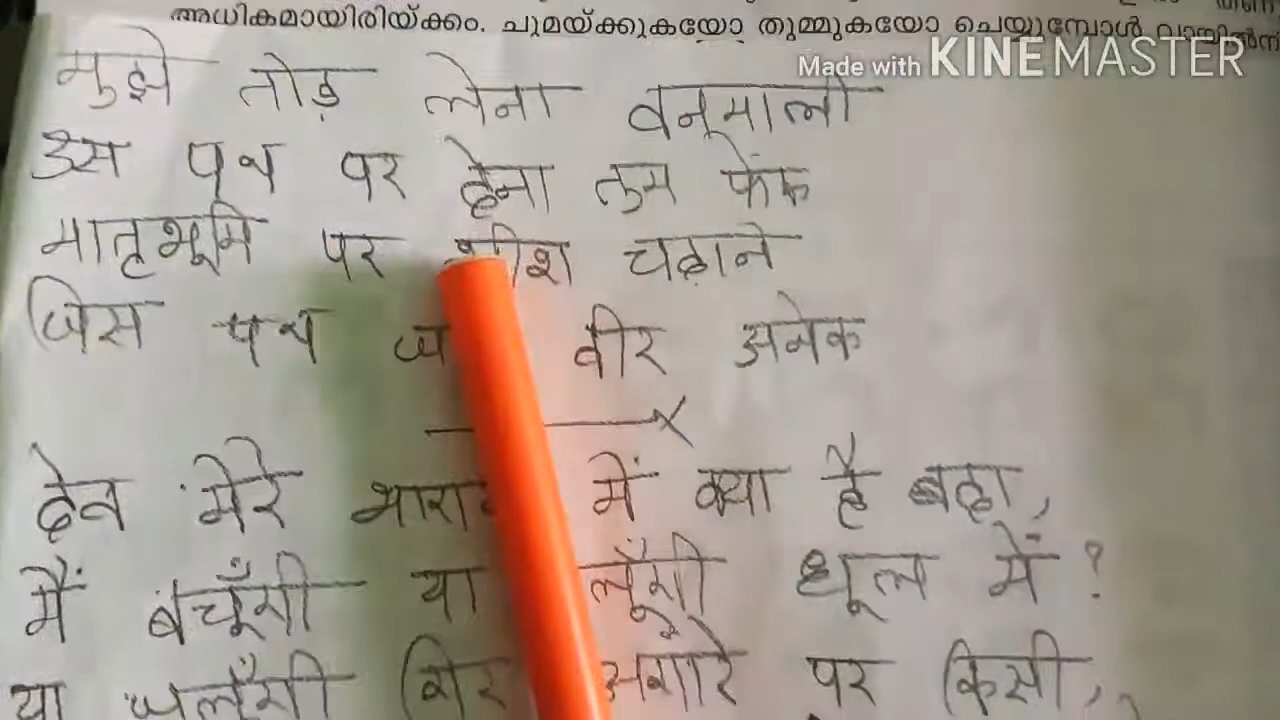 അധികമായിരിയ്ക്കം. ചുമയ്ക്കുകയോ തുമ്മുകയോ ചെയ്യുമ്പോൾ
Made with KINEMASTER
मुझे तोड़ लेना वनमाली
उस पथ पर देना तुम फेंक
मातृभूमि पर शीश चढ़ाने
जिस पथ वीर अनेक
देव मेरे में क्या है बदा,
मैं बचूँगी या धूल में?
या जलूँगी गिर अंगारे पर किसी,